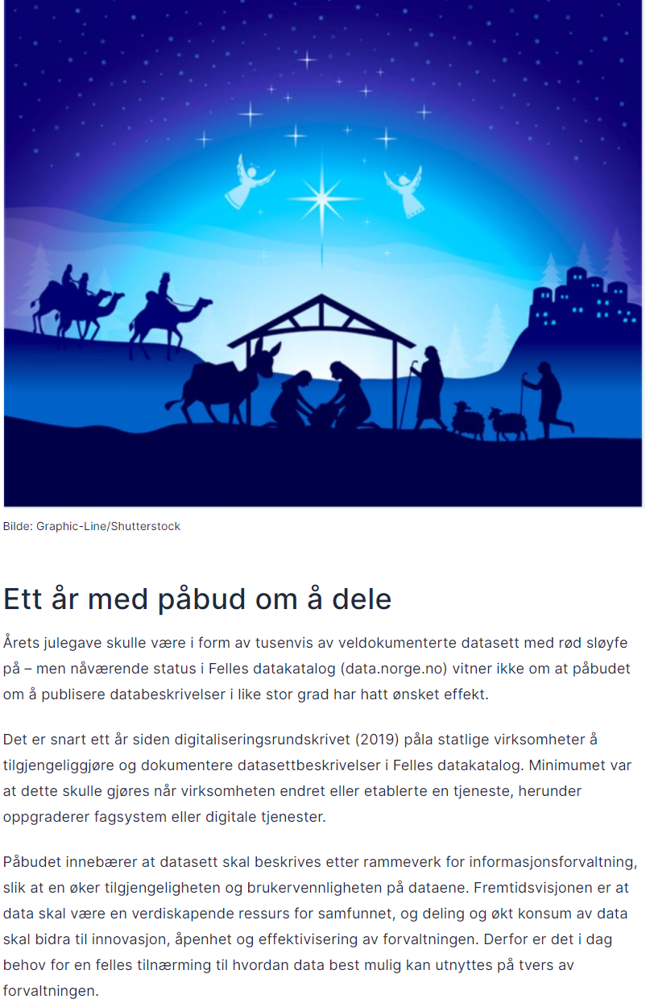 Bilde: Graphic-Line/Shutterstock
Ett år med påbud om å dele
Årets julegave skulle være i form av tusenvis av veldokumenterte datasett med rød sløyfe
på – men nåværende status i Felles datakatalog (data.norge.no) vitner ikke om at påbudet
om å publisere databeskrivelser i like stor grad har hatt ønsket effekt.
Det er snart ett år siden digitaliseringsrundskrivet (2019) påla statlige virksomheter å
tilgjengeliggjøre og dokumentere datasettbeskrivelser i Felles datakatalog. Minimumet var
at dette skulle gjøres når virksomheten endret eller etablerte en tjeneste, herunder
oppgraderer fagsystem eller digitale tjenester.
Påbudet innebærer at datasett skal beskrives etter rammeverk for informasjonsforvaltning,
slik at en øker tilgjengeligheten og brukervennligheten på dataene. Fremtidsvisjonen er at
data skal være en verdiskapende ressurs for samfunnet, og deling og økt konsum av data
skal bidra til innovasjon, åpenhet og effektivisering av forvaltningen. Derfor er det i dag
behov for en felles tilnærming til hvordan data best mulig kan utnyttes på tvers av
forvaltningen.